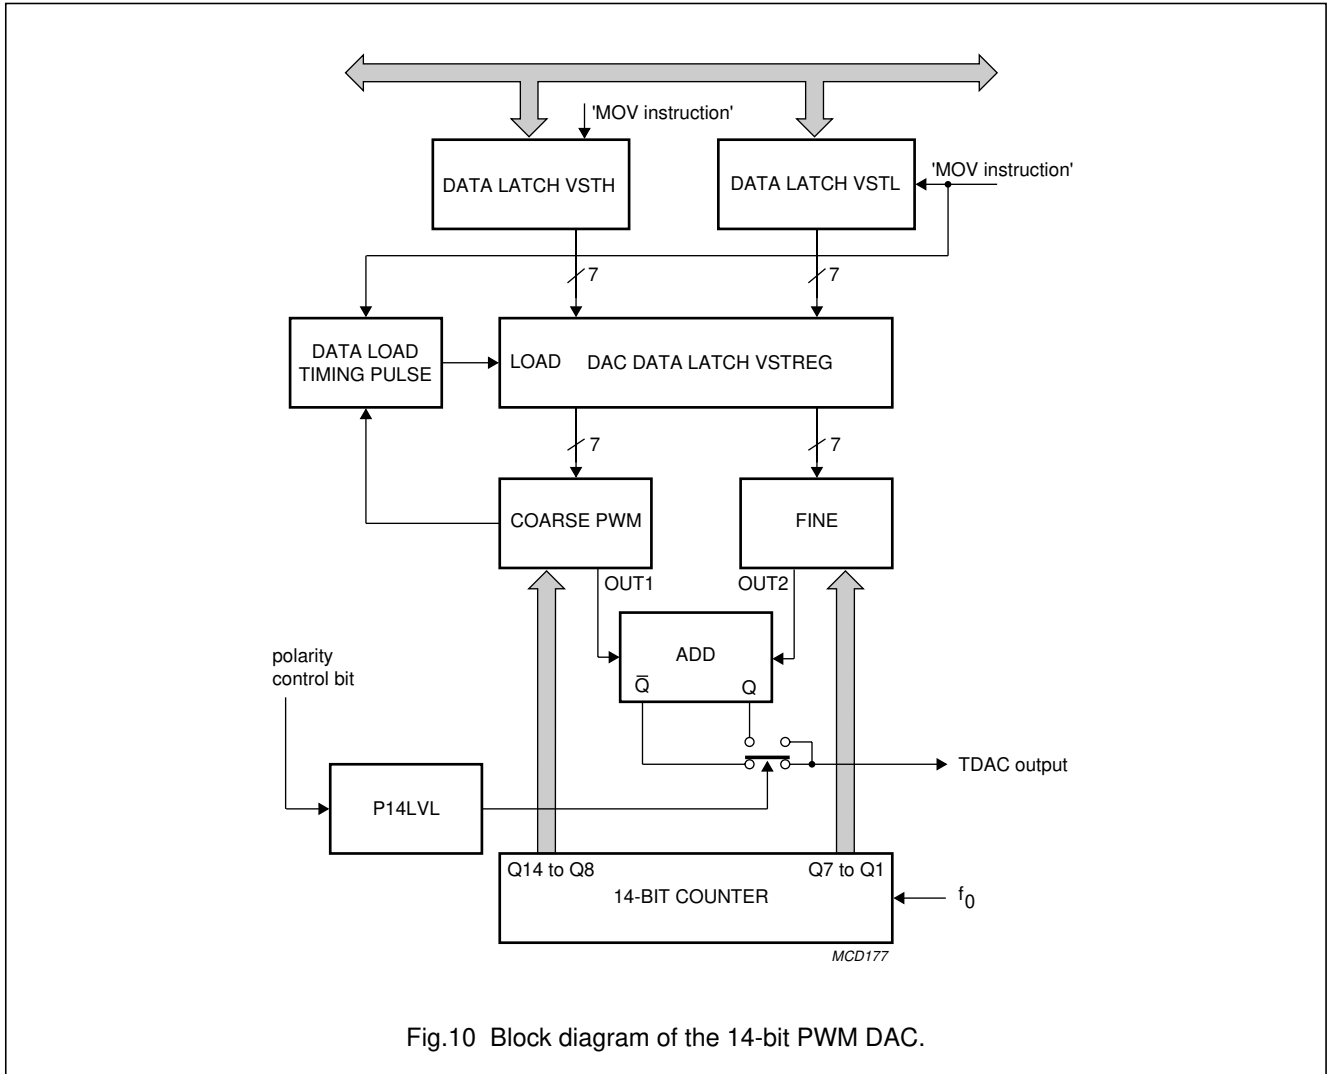 'MOV instruction'
DATA LATCH VSTH
DATA LATCH VSTL
'MOV instruction'
7
7
DATA LOAD
TIMING PULSE
LOAD DAC DATA LATCH VSTREG
7
7
COARSE PWM
FINE
OUT1
OUT2
ADD
Q̅
Q
polarity
control bit
TDAC output
P14LVL
Q14 to Q8
Q7 to Q1
14-BIT COUNTER
f0
MCD177
Fig.10 Block diagram of the 14-bit PWM DAC.